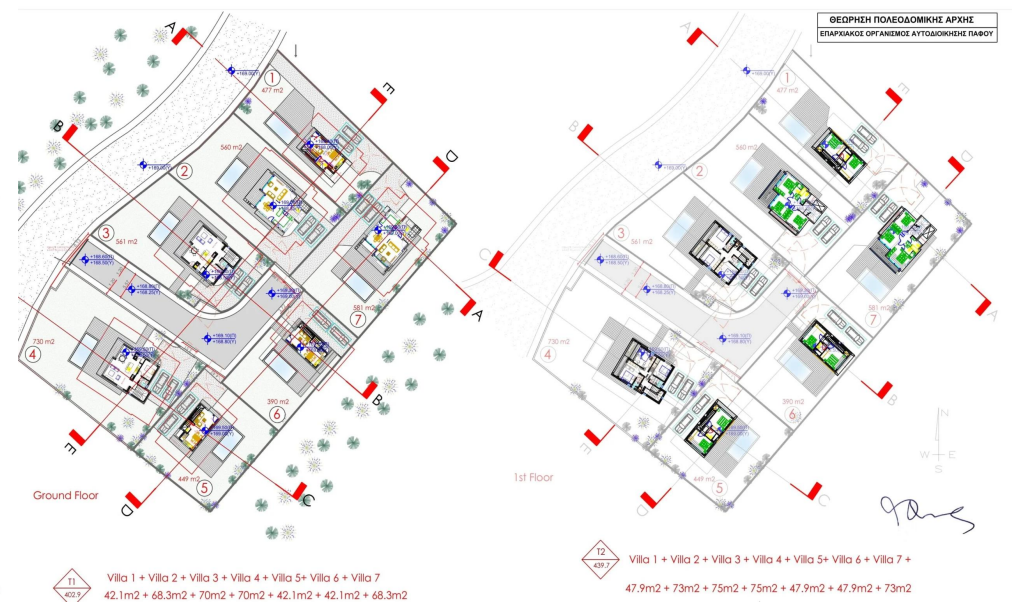 ΘΕΩΡΗΣΗ ΠΟΛΕΟΔΟΜΙΚΗΣ ΑΡΧΗΣ
ΕΠΑΡΧΙΑΚΟΣ ΟΡΓΑΝΙΣΜΟΣ ΑΥΤΟΔΙΟΙΚΗΣΗΣ ΠΑΦΟΥ
A
B
E
D
1
477 m2
2
560 m2
3
561 m2
4
730 m2
7
581 m2
6
390 m2
5
449 m2
A
B
C
D
E
Ground Floor
A
B
C
E
D
1
477 m2
2
560 m2
3
561 m2
4
730 m2
7
581 m2
6
390 m2
5
449 m2
A
B
C
D
E
1st Floor
N
W E
S
T1
402.9
Villa 1 + Villa 2 + Villa 3 + Villa 4 + Villa 5+ Villa 6 + Villa 7
42.1m2 + 68.3m2 + 70m2 + 70m2 + 42.1m2 + 42.1m2 + 68.3m2
T2
439.7
Villa 1 + Villa 2 + Villa 3 + Villa 4 + Villa 5+ Villa 6 + Villa 7 +
47.9m2 + 73m2 + 75m2 + 75m2 + 47.9m2 + 47.9m2 + 73m2